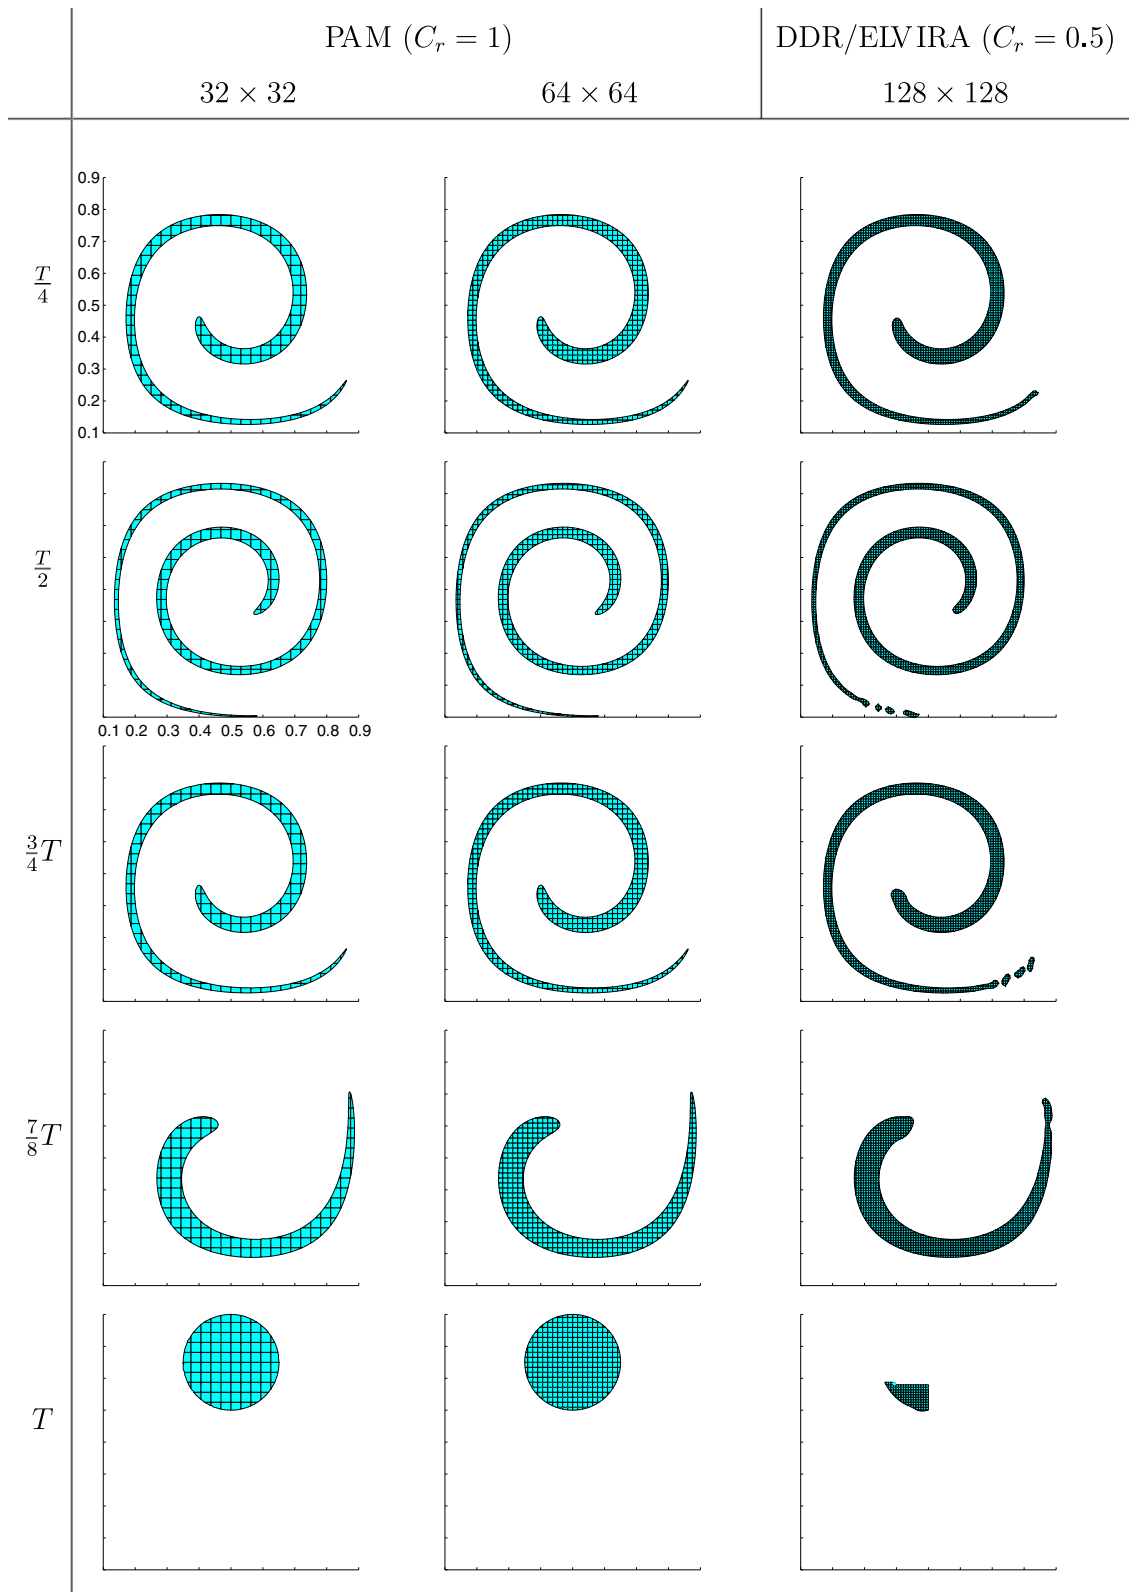 PAM (C_r = 1) DDR/ELVIRA (C_r = 0.5)
32 × 32 64 × 64 128 × 128
0.9
0.8
0.7
0.6
0.5
0.4
0.3
0.2
0.1
T/4
T/2
0.1 0.2 0.3 0.4 0.5 0.6 0.7 0.8 0.9
3/4 T
7/8 T
T